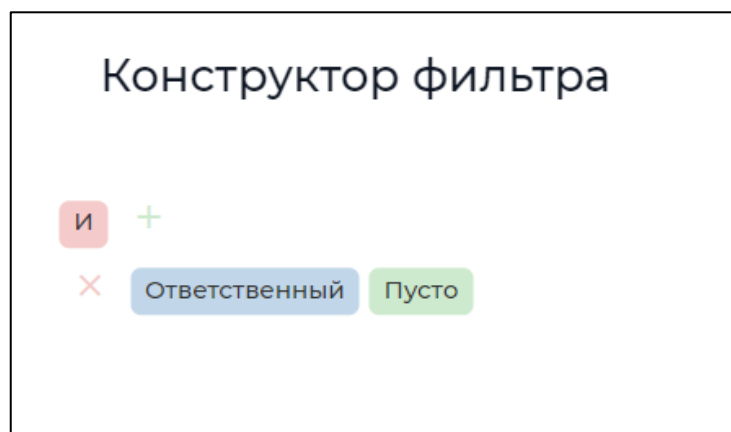 Конструктор фильтра
И +
× Ответственный Пусто